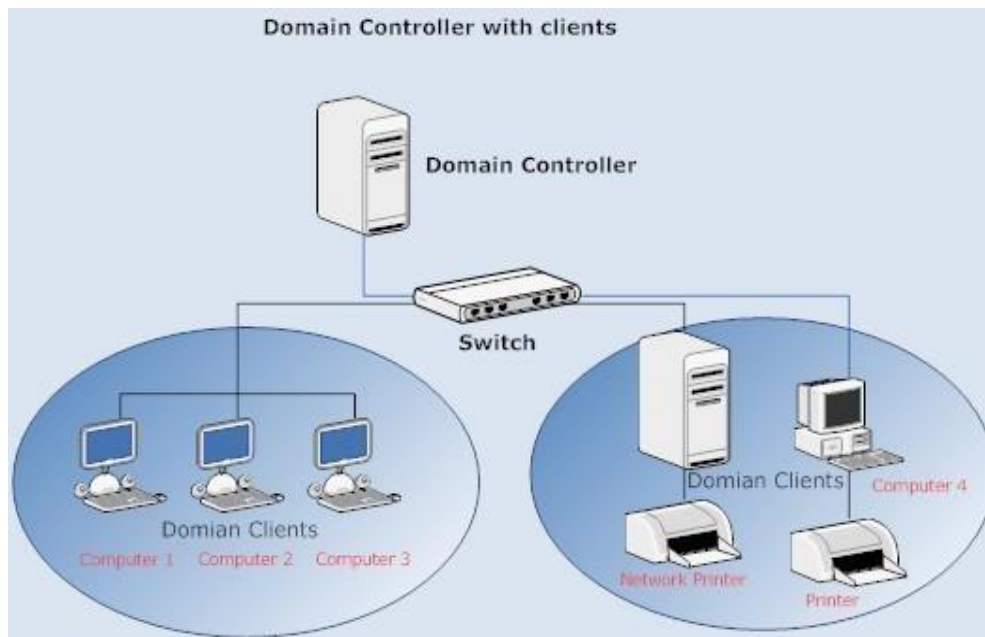 Domain Controller with clients
Domain Controller
Switch
Domian Clients
Computer 1
Computer 2
Computer 3
Domian Clients
Computer 4
Network Printer
Printer